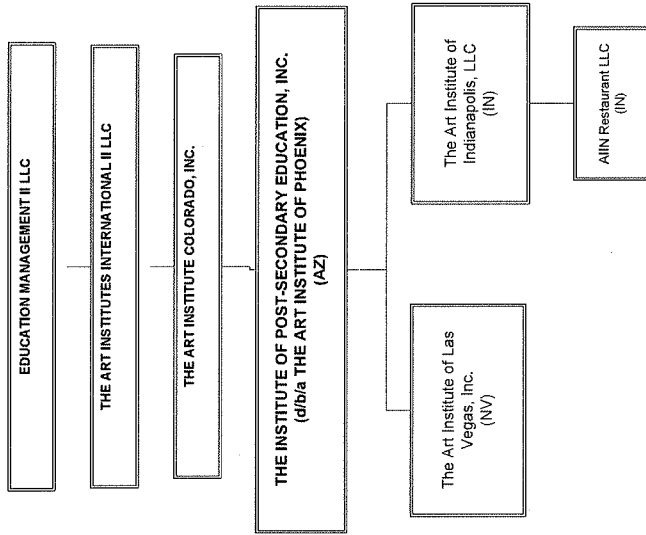 EDUCATION MANAGEMENT II LLC
THE ART INSTITUTES INTERNATIONAL II LLC
THE ART INSTITUTE COLORADO, INC.
THE INSTITUTE OF POST-SECONDARY EDUCATION, INC.
(d/b/a THE ART INSTITUTE OF PHOENIX)
(AZ)
The Art Institute of Las
Vegas, Inc.
(NV)
The Art Institute of
Indianapolis, LLC
(IN)
AIIN Restaurant LLC
(IN)